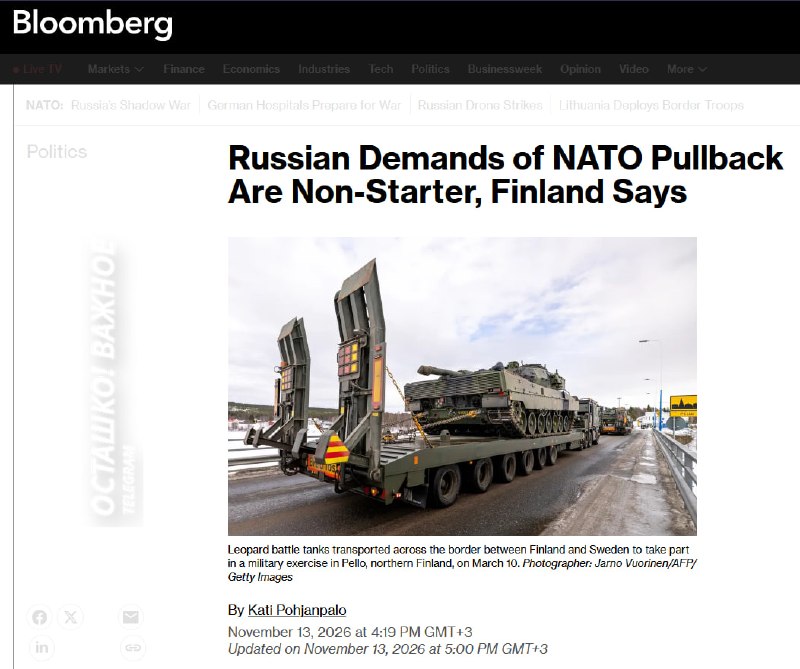 Bloomberg
Live TV Markets Finance Economics Industries Tech Politics Businessweek Opinion Video More
NATO: Russia's Shadow War German Hospitals Prepare for War Russian Drone Strikes Lithuania Deploys Border Troops
Politics
Russian Demands of NATO Pullback
Are Non-Starter, Finland Says
ОСТАШКО! ВАЖНОЕ
TELEGRAM
Leopard battle tanks transported across the border between Finland and Sweden to take part
in a military exercise in Pello, northern Finland, on March 10. Photographer: Jarno Vuorinen/AFP/
Getty Images
By Kati Pohjanpalo
November 13, 2026 at 4:19 PM GMT+3
Updated on November 13, 2026 at 5:00 PM GMT+3